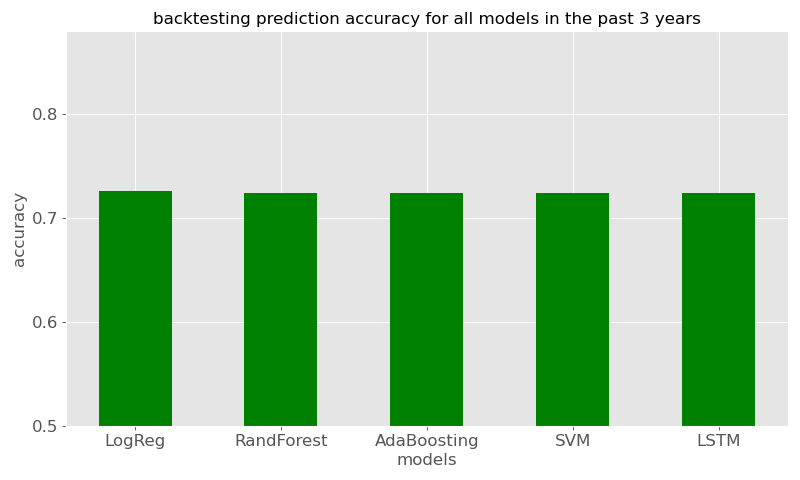 backtesting prediction accuracy for all models in the past 3 years
accuracy
0.8
0.7
0.6
0.5
LogReg RandForest AdaBoosting SVM LSTM
models